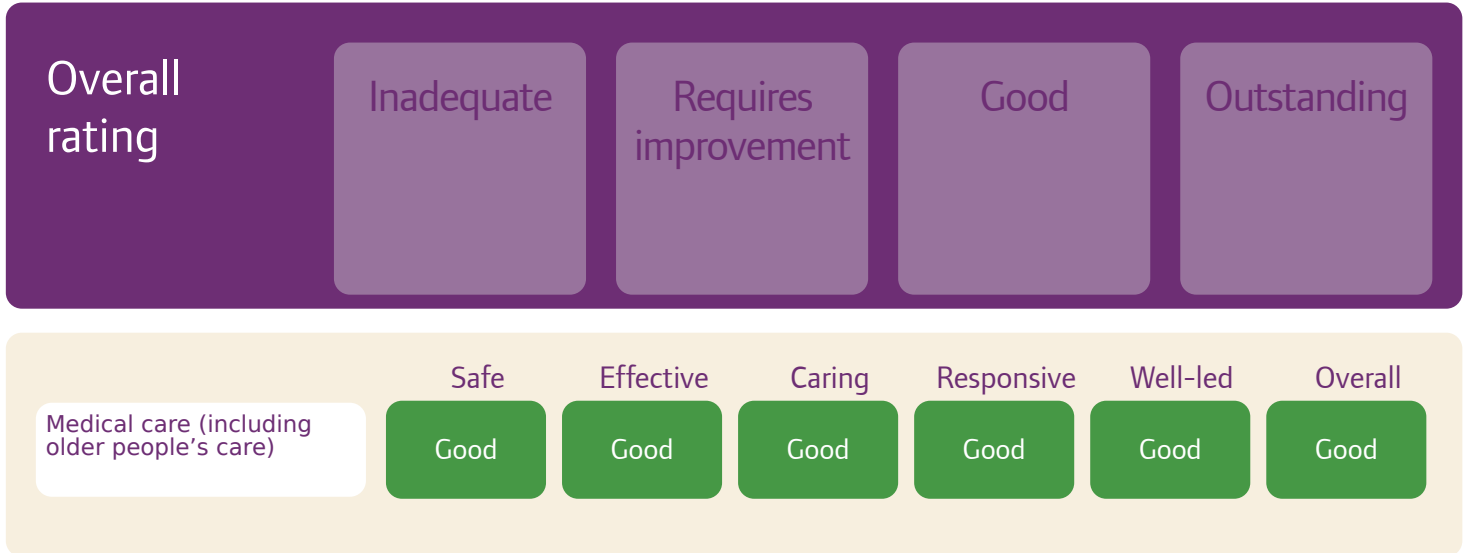 Overall
rating
Inadequate
Requires
improvement
Good
Outstanding
Safe Effective Caring Responsive Well-led Overall
Medical care (including
older people’s care)
Good Good Good Good Good Good